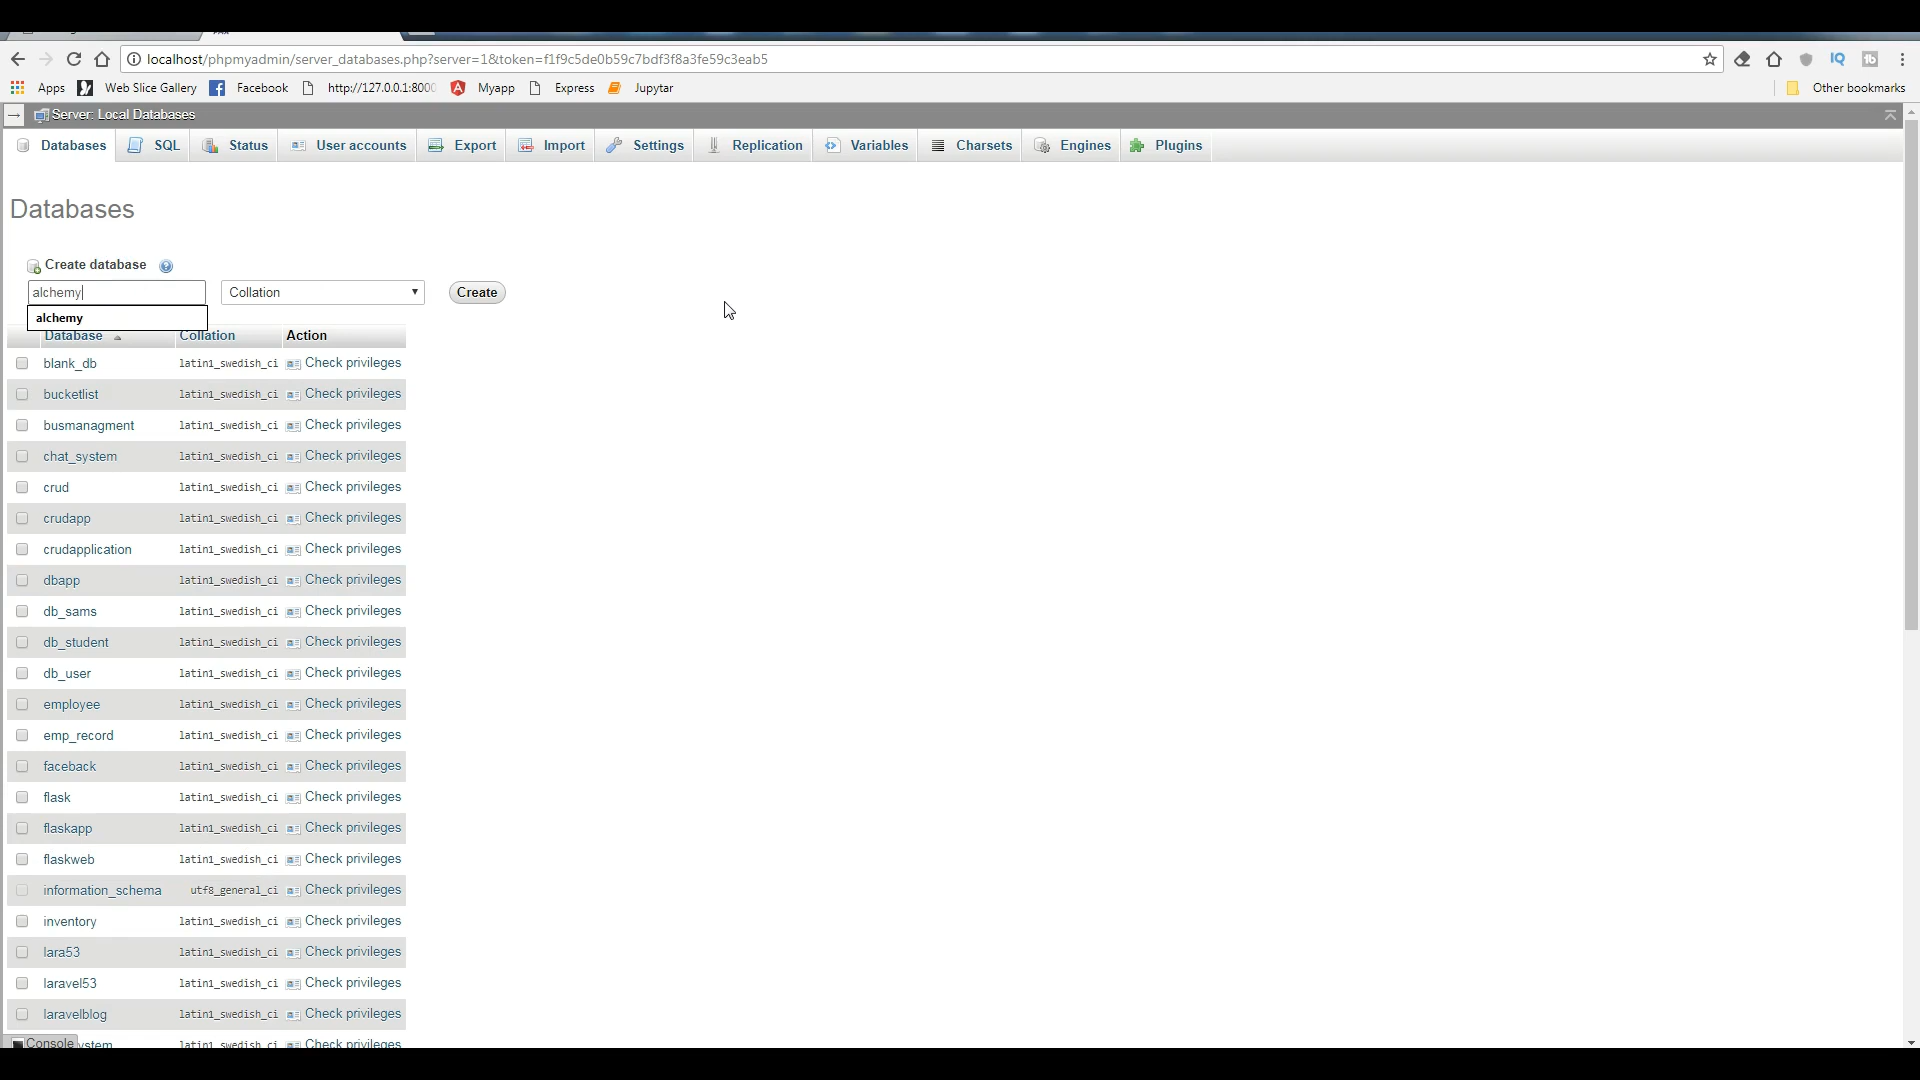 localhost/phpmyadmin/server_databases.php?server=1&token=f1f9c5de0b59c7bdf3f8a3fe59c3eab5
Apps Web Slice Gallery Facebook http://127.0.0.1:8000 Myapp Express Jupytar Other bookmarks
Server: Local Databases
Databases SQL Status User accounts Export Import Settings Replication Variables Charsets Engines Plugins
Databases
Create database
alchemy Collation Create
alchemy
Database Collation Action
blank_db latin1_swedish_ci Check privileges
bucketlist latin1_swedish_ci Check privileges
busmanagment latin1_swedish_ci Check privileges
chat_system latin1_swedish_ci Check privileges
crud latin1_swedish_ci Check privileges
crudapp latin1_swedish_ci Check privileges
crudapplication latin1_swedish_ci Check privileges
dbapp latin1_swedish_ci Check privileges
db_sams latin1_swedish_ci Check privileges
db_student latin1_swedish_ci Check privileges
db_user latin1_swedish_ci Check privileges
employee latin1_swedish_ci Check privileges
emp_record latin1_swedish_ci Check privileges
faceback latin1_swedish_ci Check privileges
flask latin1_swedish_ci Check privileges
flaskapp latin1_swedish_ci Check privileges
flaskweb latin1_swedish_ci Check privileges
information_schema utf8_general_ci Check privileges
inventory latin1_swedish_ci Check privileges
lara53 latin1_swedish_ci Check privileges
laravel53 latin1_swedish_ci Check privileges
laravelblog latin1_swedish_ci Check privileges
Console latin1_swedish_ci Check privileges